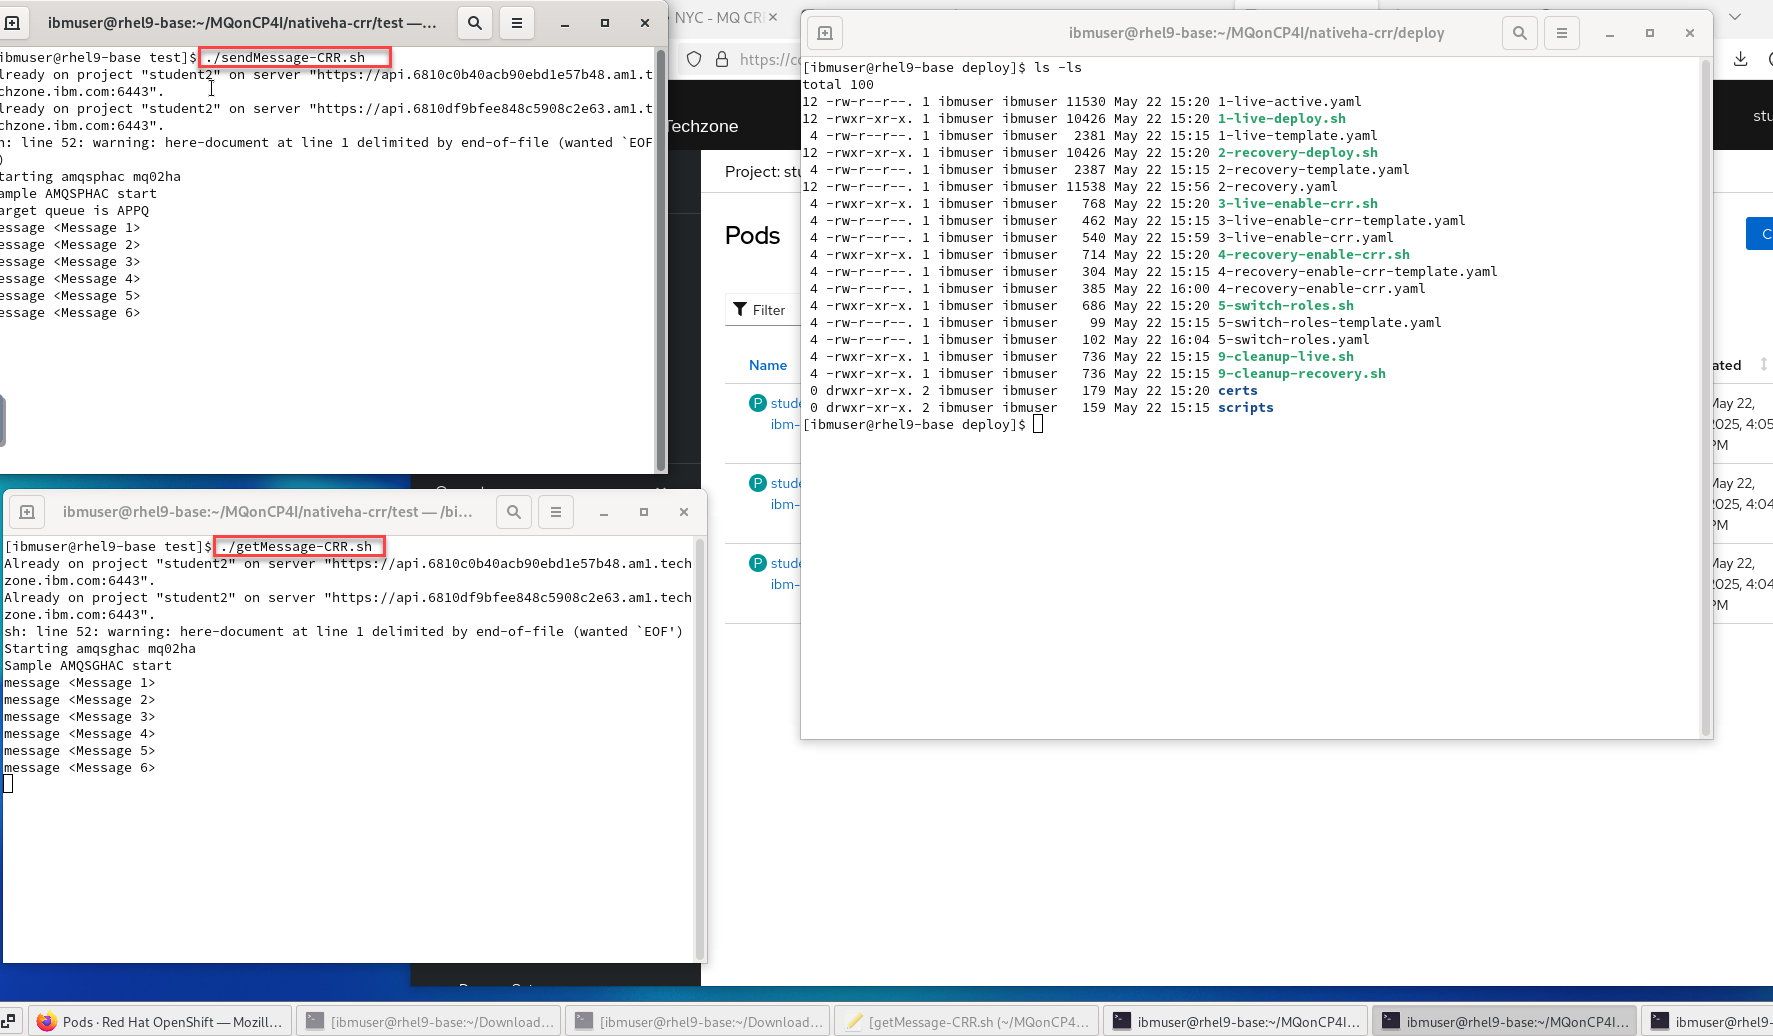 ibmuser@rhel9-base:~/MQonCP4I/nativeha-crr/test —...
ibmuser@rhel9-base test]$ ./sendMessage-CRR.sh
lready on project "student2" on server "https://api.6810c0b40acb90ebd1e57b48.am1.t
chzone.ibm.com:6443".
lready on project "student2" on server "https://api.6810df9bfee848c5908c2e63.am1.t
chzone.ibm.com:6443".
h: line 52: warning: here-document at line 1 delimited by end-of-file (wanted `EOF
)
tarting amqsphac mq02ha
ample AMQSPHAC start
arget queue is APPQ
essage <Message 1>
essage <Message 2>
essage <Message 3>
essage <Message 4>
essage <Message 5>
essage <Message 6>
ibmuser@rhel9-base:~/MQonCP4I/nativeha-crr/test — /bi...
[ibmuser@rhel9-base test]$ ./getMessage-CRR.sh
Already on project "student2" on server "https://api.6810c0b40acb90ebd1e57b48.am1.tech
zone.ibm.com:6443".
Already on project "student2" on server "https://api.6810df9bfee848c5908c2e63.am1.tech
zone.ibm.com:6443".
sh: line 52: warning: here-document at line 1 delimited by end-of-file (wanted `EOF')
Starting amqsghac mq02ha
Sample AMQSGHAC start
message <Message 1>
message <Message 2>
message <Message 3>
message <Message 4>
message <Message 5>
message <Message 6>
NYC - MQ CR
https://c
Techzone
stu
Project: stu
Pods
Filter
Name
ated
P stude
ibm-
May 22,
2025, 4:05
PM
P stude
ibm-
May 22,
2025, 4:04
PM
P stude
ibm-
May 22,
2025, 4:04
PM
ibmuser@rhel9-base:~/MQonCP4I/nativeha-crr/deploy
[ibmuser@rhel9-base deploy]$ ls -ls
total 100
12 -rw-r--r--. 1 ibmuser ibmuser 11530 May 22 15:20 1-live-active.yaml
12 -rwxr-xr-x. 1 ibmuser ibmuser 10426 May 22 15:20 1-live-deploy.sh
4 -rw-r--r--. 1 ibmuser ibmuser 2381 May 22 15:15 1-live-template.yaml
12 -rwxr-xr-x. 1 ibmuser ibmuser 10426 May 22 15:20 2-recovery-deploy.sh
4 -rw-r--r--. 1 ibmuser ibmuser 2387 May 22 15:15 2-recovery-template.yaml
12 -rw-r--r--. 1 ibmuser ibmuser 11538 May 22 15:56 2-recovery.yaml
4 -rwxr-xr-x. 1 ibmuser ibmuser 768 May 22 15:20 3-live-enable-crr.sh
4 -rw-r--r--. 1 ibmuser ibmuser 462 May 22 15:15 3-live-enable-crr-template.yaml
4 -rw-r--r--. 1 ibmuser ibmuser 540 May 22 15:59 3-live-enable-crr.yaml
4 -rwxr-xr-x. 1 ibmuser ibmuser 714 May 22 15:20 4-recovery-enable-crr.sh
4 -rw-r--r--. 1 ibmuser ibmuser 304 May 22 15:15 4-recovery-enable-crr-template.yaml
4 -rw-r--r--. 1 ibmuser ibmuser 385 May 22 16:00 4-recovery-enable-crr.yaml
4 -rwxr-xr-x. 1 ibmuser ibmuser 686 May 22 15:20 5-switch-roles.sh
4 -rw-r--r--. 1 ibmuser ibmuser 99 May 22 15:15 5-switch-roles-template.yaml
4 -rw-r--r--. 1 ibmuser ibmuser 102 May 22 16:04 5-switch-roles.yaml
4 -rwxr-xr-x. 1 ibmuser ibmuser 736 May 22 15:15 9-cleanup-live.sh
4 -rwxr-xr-x. 1 ibmuser ibmuser 736 May 22 15:15 9-cleanup-recovery.sh
0 drwxr-xr-x. 2 ibmuser ibmuser 179 May 22 15:20 certs
0 drwxr-xr-x. 2 ibmuser ibmuser 159 May 22 15:15 scripts
[ibmuser@rhel9-base deploy]$
Pods · Red Hat OpenShift — Mozill...
[ibmuser@rhel9-base:~/Download...
[ibmuser@rhel9-base:~/Download...
[getMessage-CRR.sh (~/MQonCP4...
ibmuser@rhel9-base:~/MQonCP4I...
ibmuser@rhel9-base:~/MQonCP4I...
ibmuser@rhel9-b